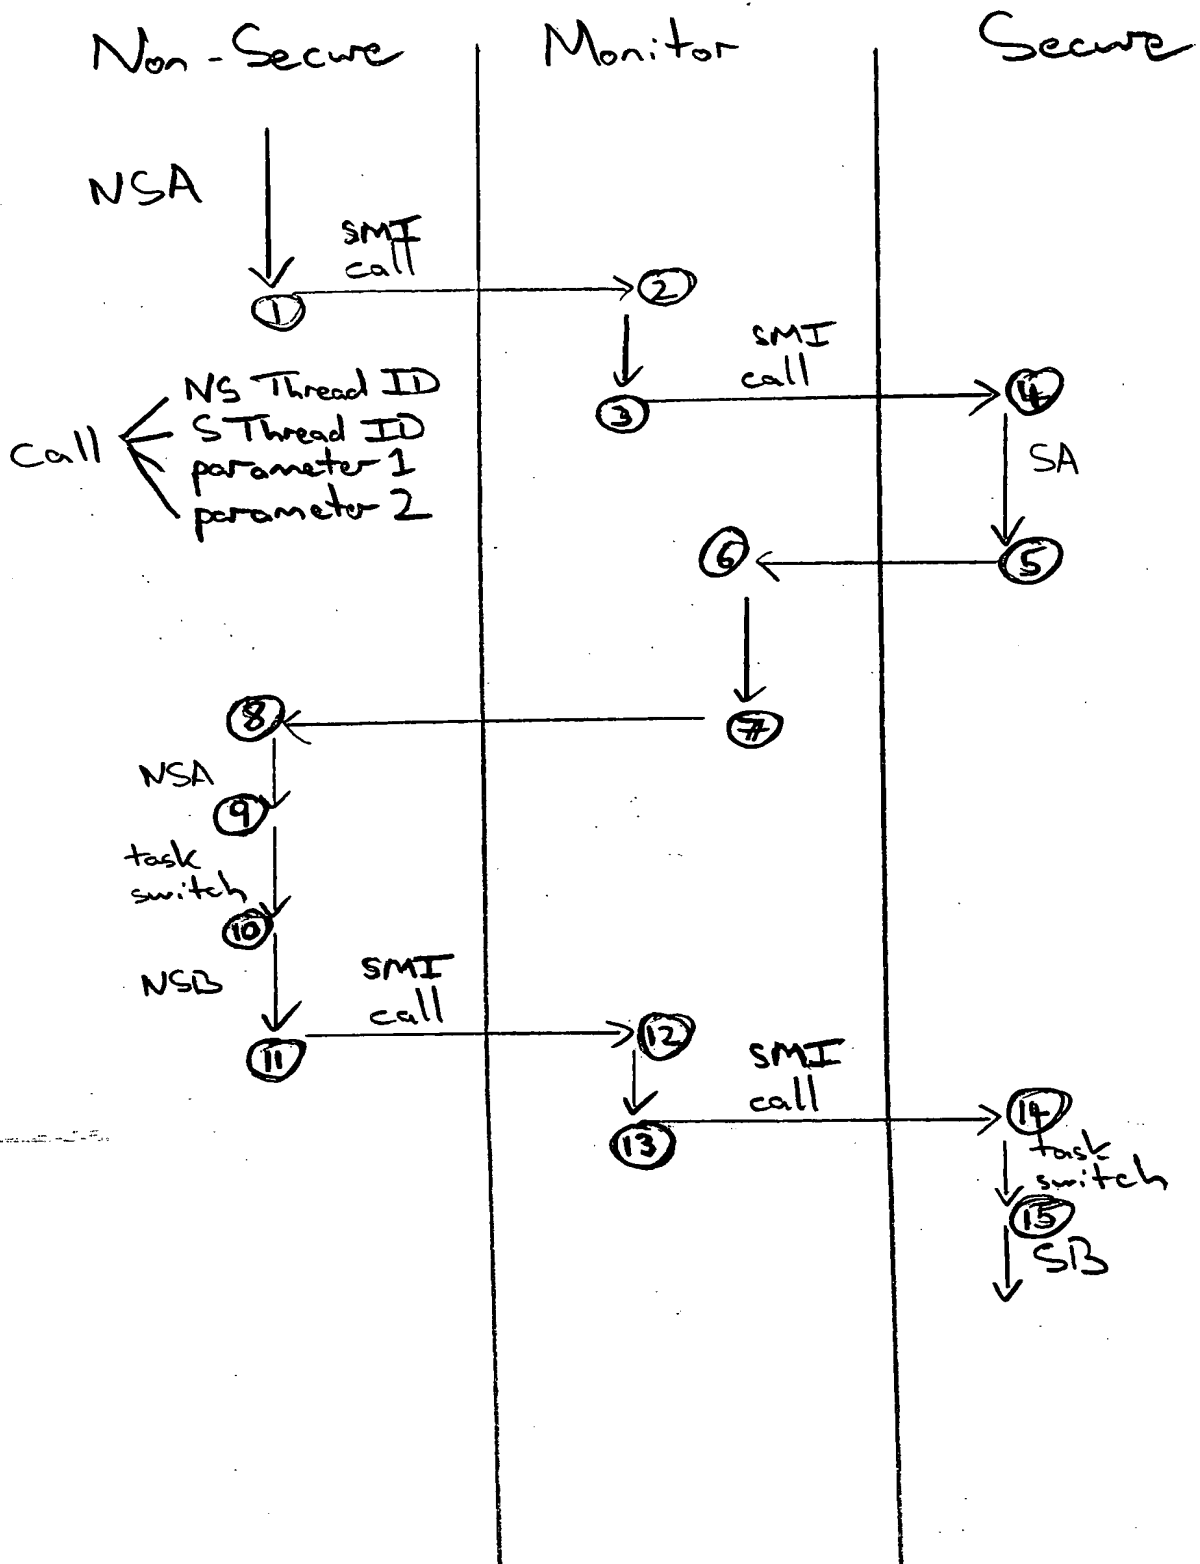 Non-Secure Monitor Secure
NSA
SMI
call
1
2
SMI
call
3
4
NS Thread ID
S Thread ID
Call
parameter 1
parameter 2
SA
6
5
8
7
NSA
9
task
switch
10
NSB
SMI
call
11
12
SMI
call
13
14
task
switch
15
SB